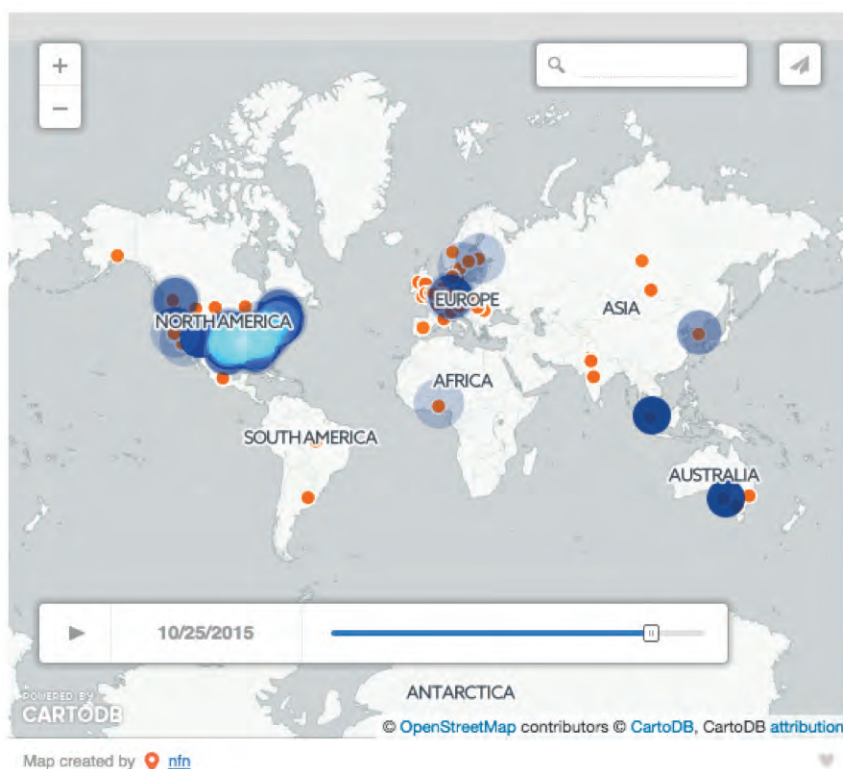 +
−
NORTH AMERICA
EUROPE
ASIA
AFRICA
SOUTH AMERICA
AUSTRALIA
10/25/2015
ANTARCTICA
POWERED BY
CARTODB
© OpenStreetMap contributors © CartoDB, CartoDB attribution
Map created by nfn